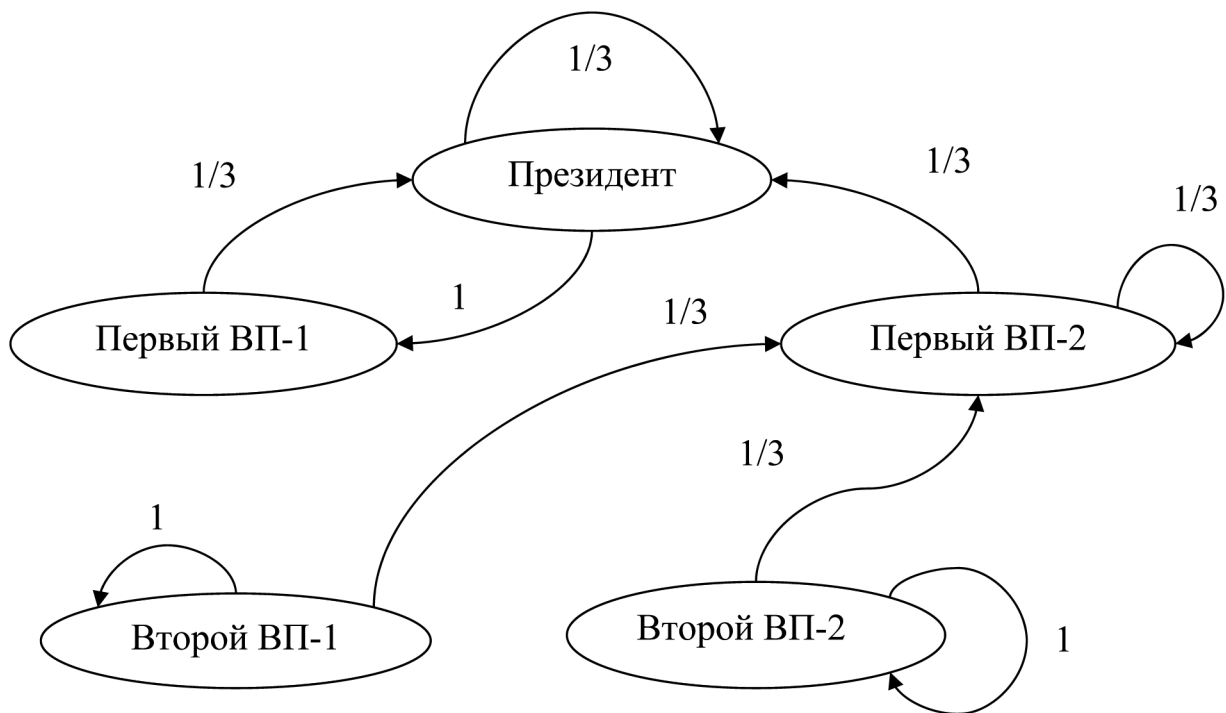 1/3
Президент
1/3
1/3
1/3
1
1/3
Первый ВП-1
Первый ВП-2
1/3
1
Второй ВП-1
Второй ВП-2
1